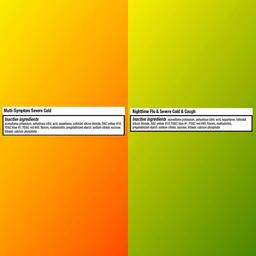 Multi-Symptom Severe Cold
Inactive ingredients
acesulfame potassium, anhydrous citric acid, aspartame, colloidal silicon dioxide, D&C yellow #10,
FD&C blue #1, FD&C red #40, flavors, maltodextrin, pregelatinized starch, sodium citrate, sucrose,
tribasic calcium phosphate
Nighttime Flu & Severe Cold & Cough
Inactive ingredients acesulfame potassium, anhydrous citric acid, aspartame, colloidal
silicon dioxide, D&C yellow #10, FD&C blue #1, FD&C red #40, flavors, maltodextrin,
pregelatinized starch, sodium citrate, sucrose, tribasic calcium phosphate